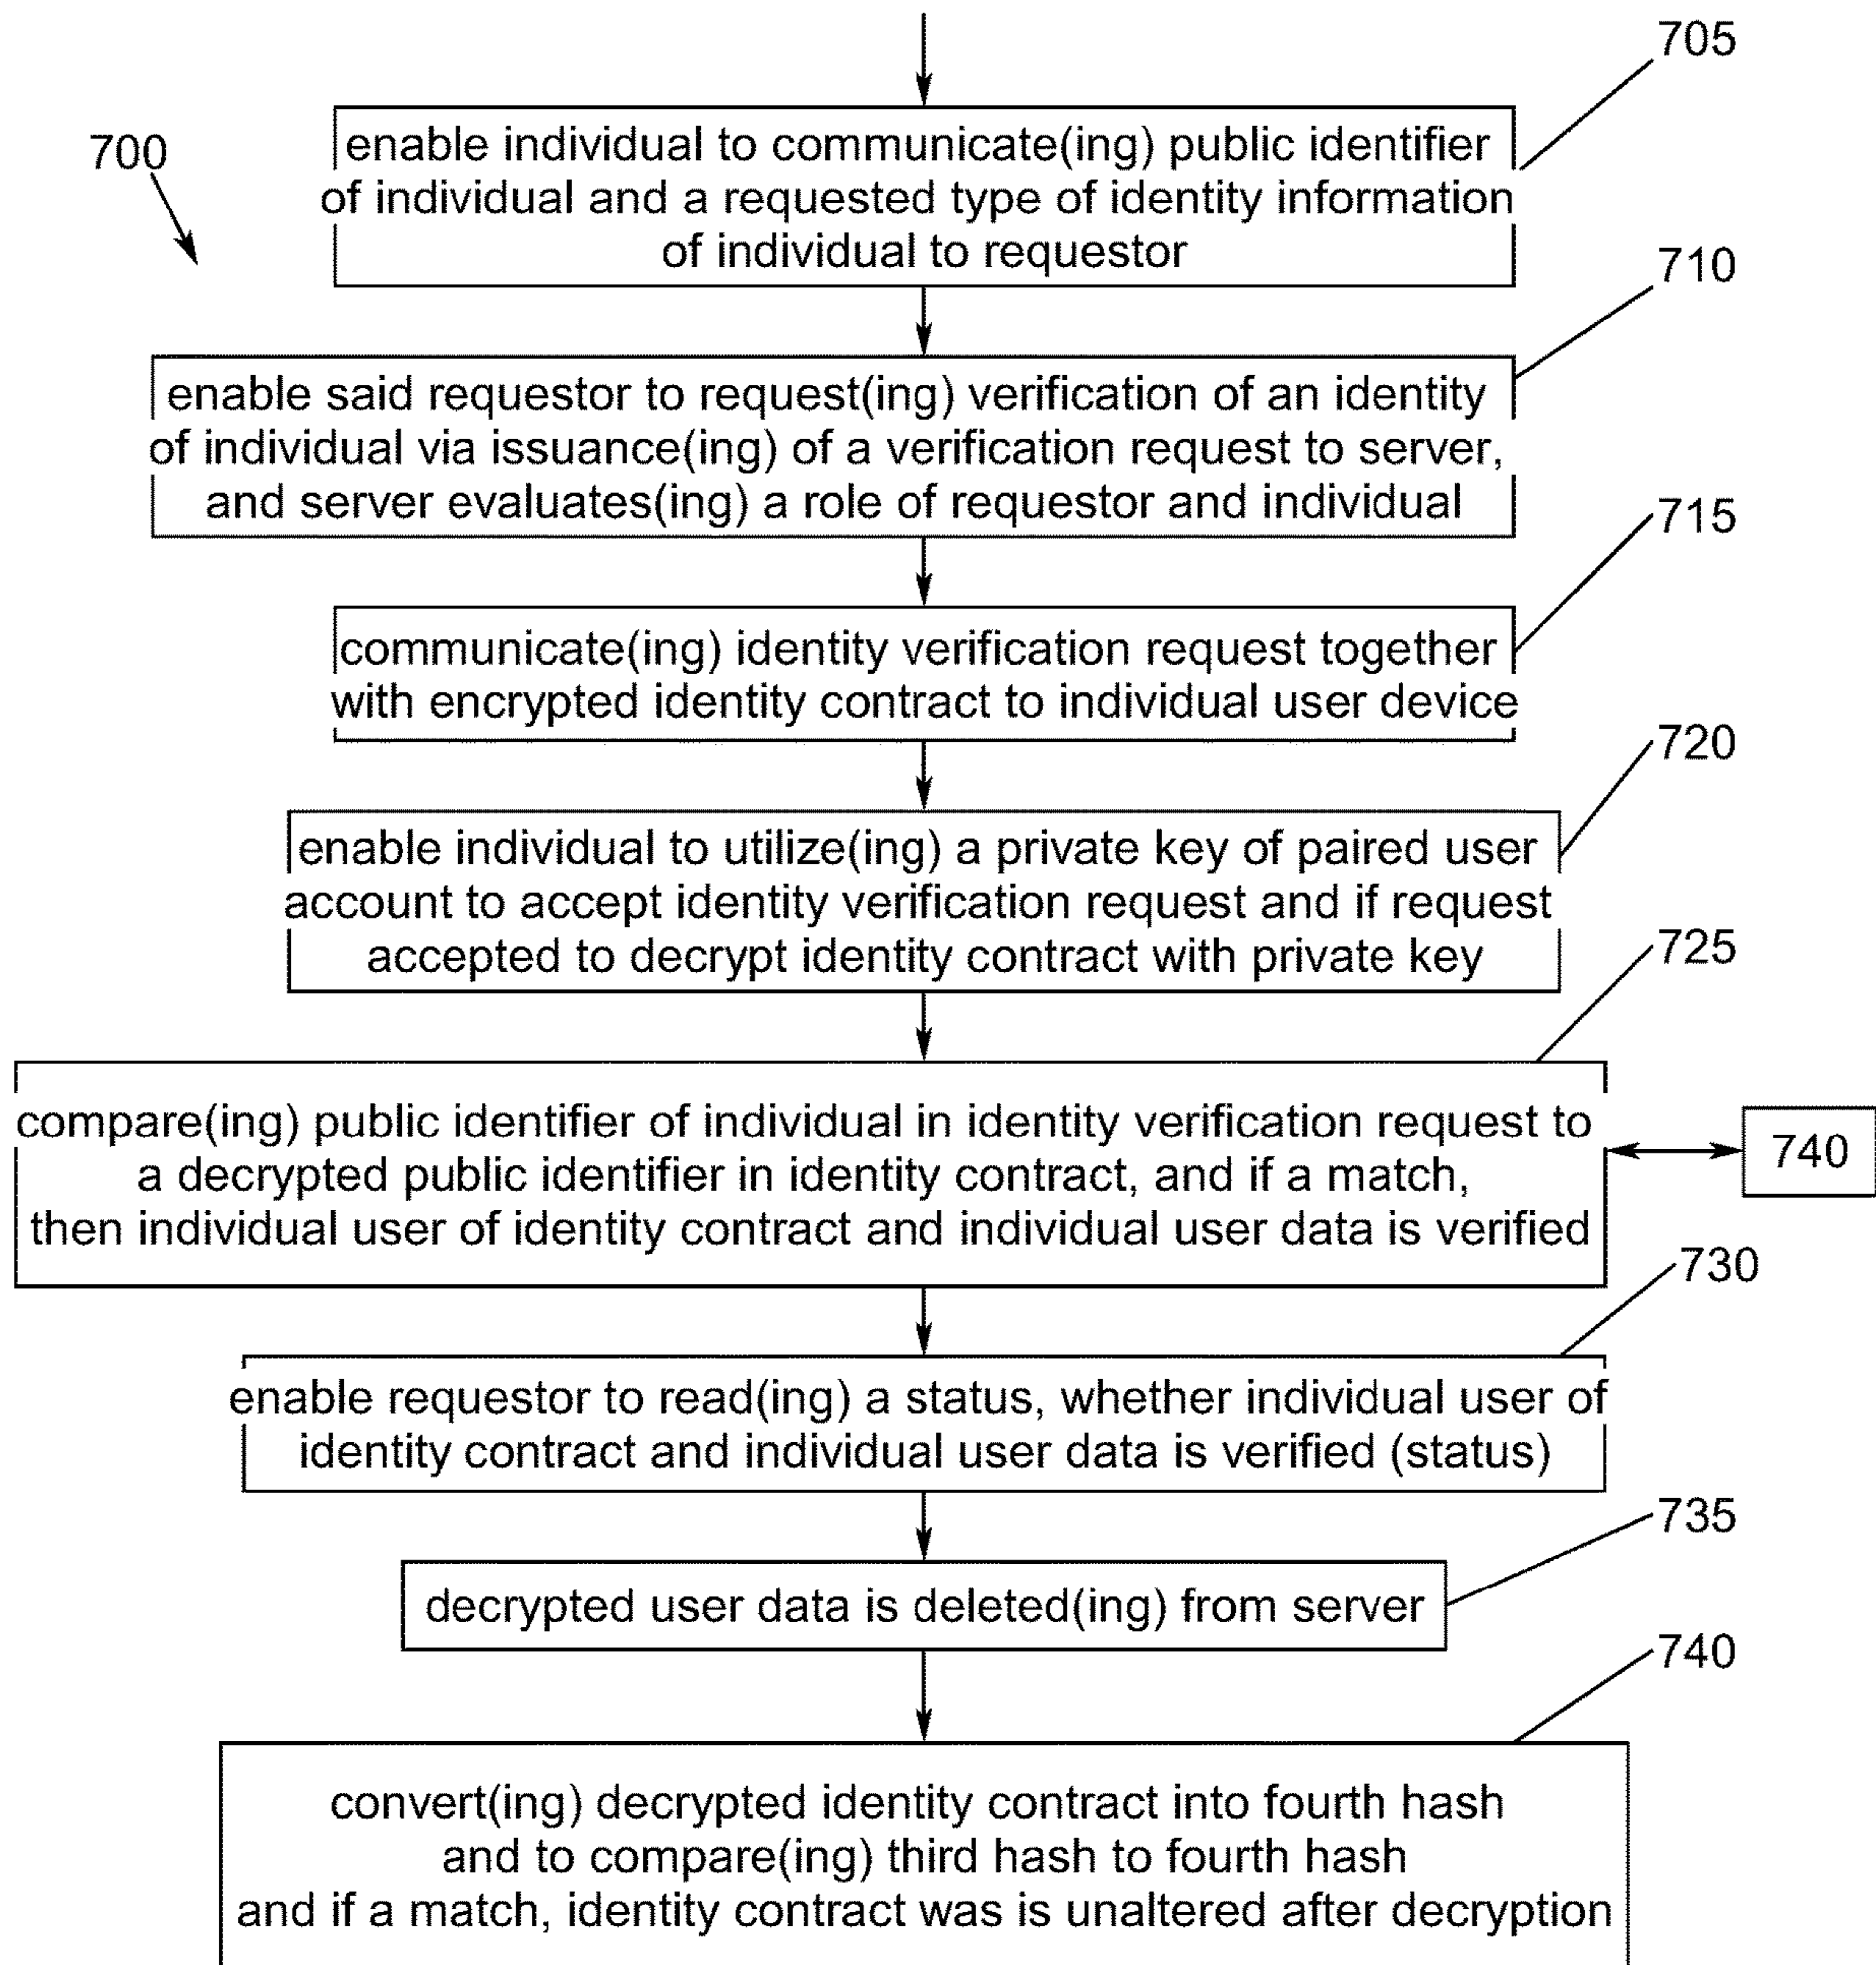 705
700
enable individual to communicate(ing) public identifier
of individual and a requested type of identity information
of individual to requestor
710
enable said requestor to request(ing) verification of an identity
of individual via issuance(ing) of a verification request to server,
and server evaluates(ing) a role of requestor and individual
715
communicate(ing) identity verification request together
with encrypted identity contract to individual user device
720
enable individual to utilize(ing) a private key of paired user
account to accept identity verification request and if request
accepted to decrypt identity contract with private key
725
compare(ing) public identifier of individual in identity verification request to
a decrypted public identifier in identity contract, and if a match,
then individual user of identity contract and individual user data is verified
740
730
enable requestor to read(ing) a status, whether individual user of
identity contract and individual user data is verified (status)
735
decrypted user data is deleted(ing) from server
740
convert(ing) decrypted identity contract into fourth hash
and to compare(ing) third hash to fourth hash
and if a match, identity contract was is unaltered after decryption